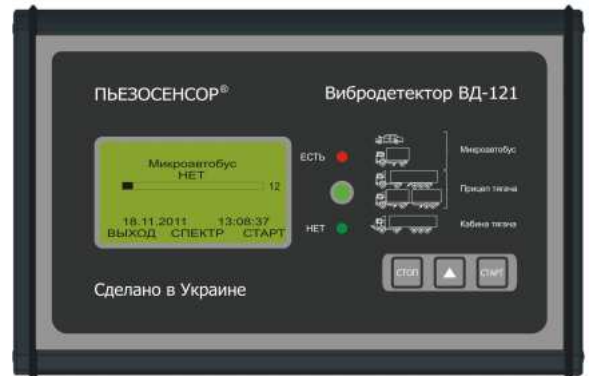 ПЬЕЗОСЕНСОР®
Вибродетектор ВД-121
Микроавтобус
НЕТ
12
18.11.2011 13:08:37
ВЫХОД СПЕКТР СТАРТ
ЕСТЬ
НЕТ
Микроавтобус
Прицеп тягача
Кабина тягача
СТОП
СТАРТ
Сделано в Украине